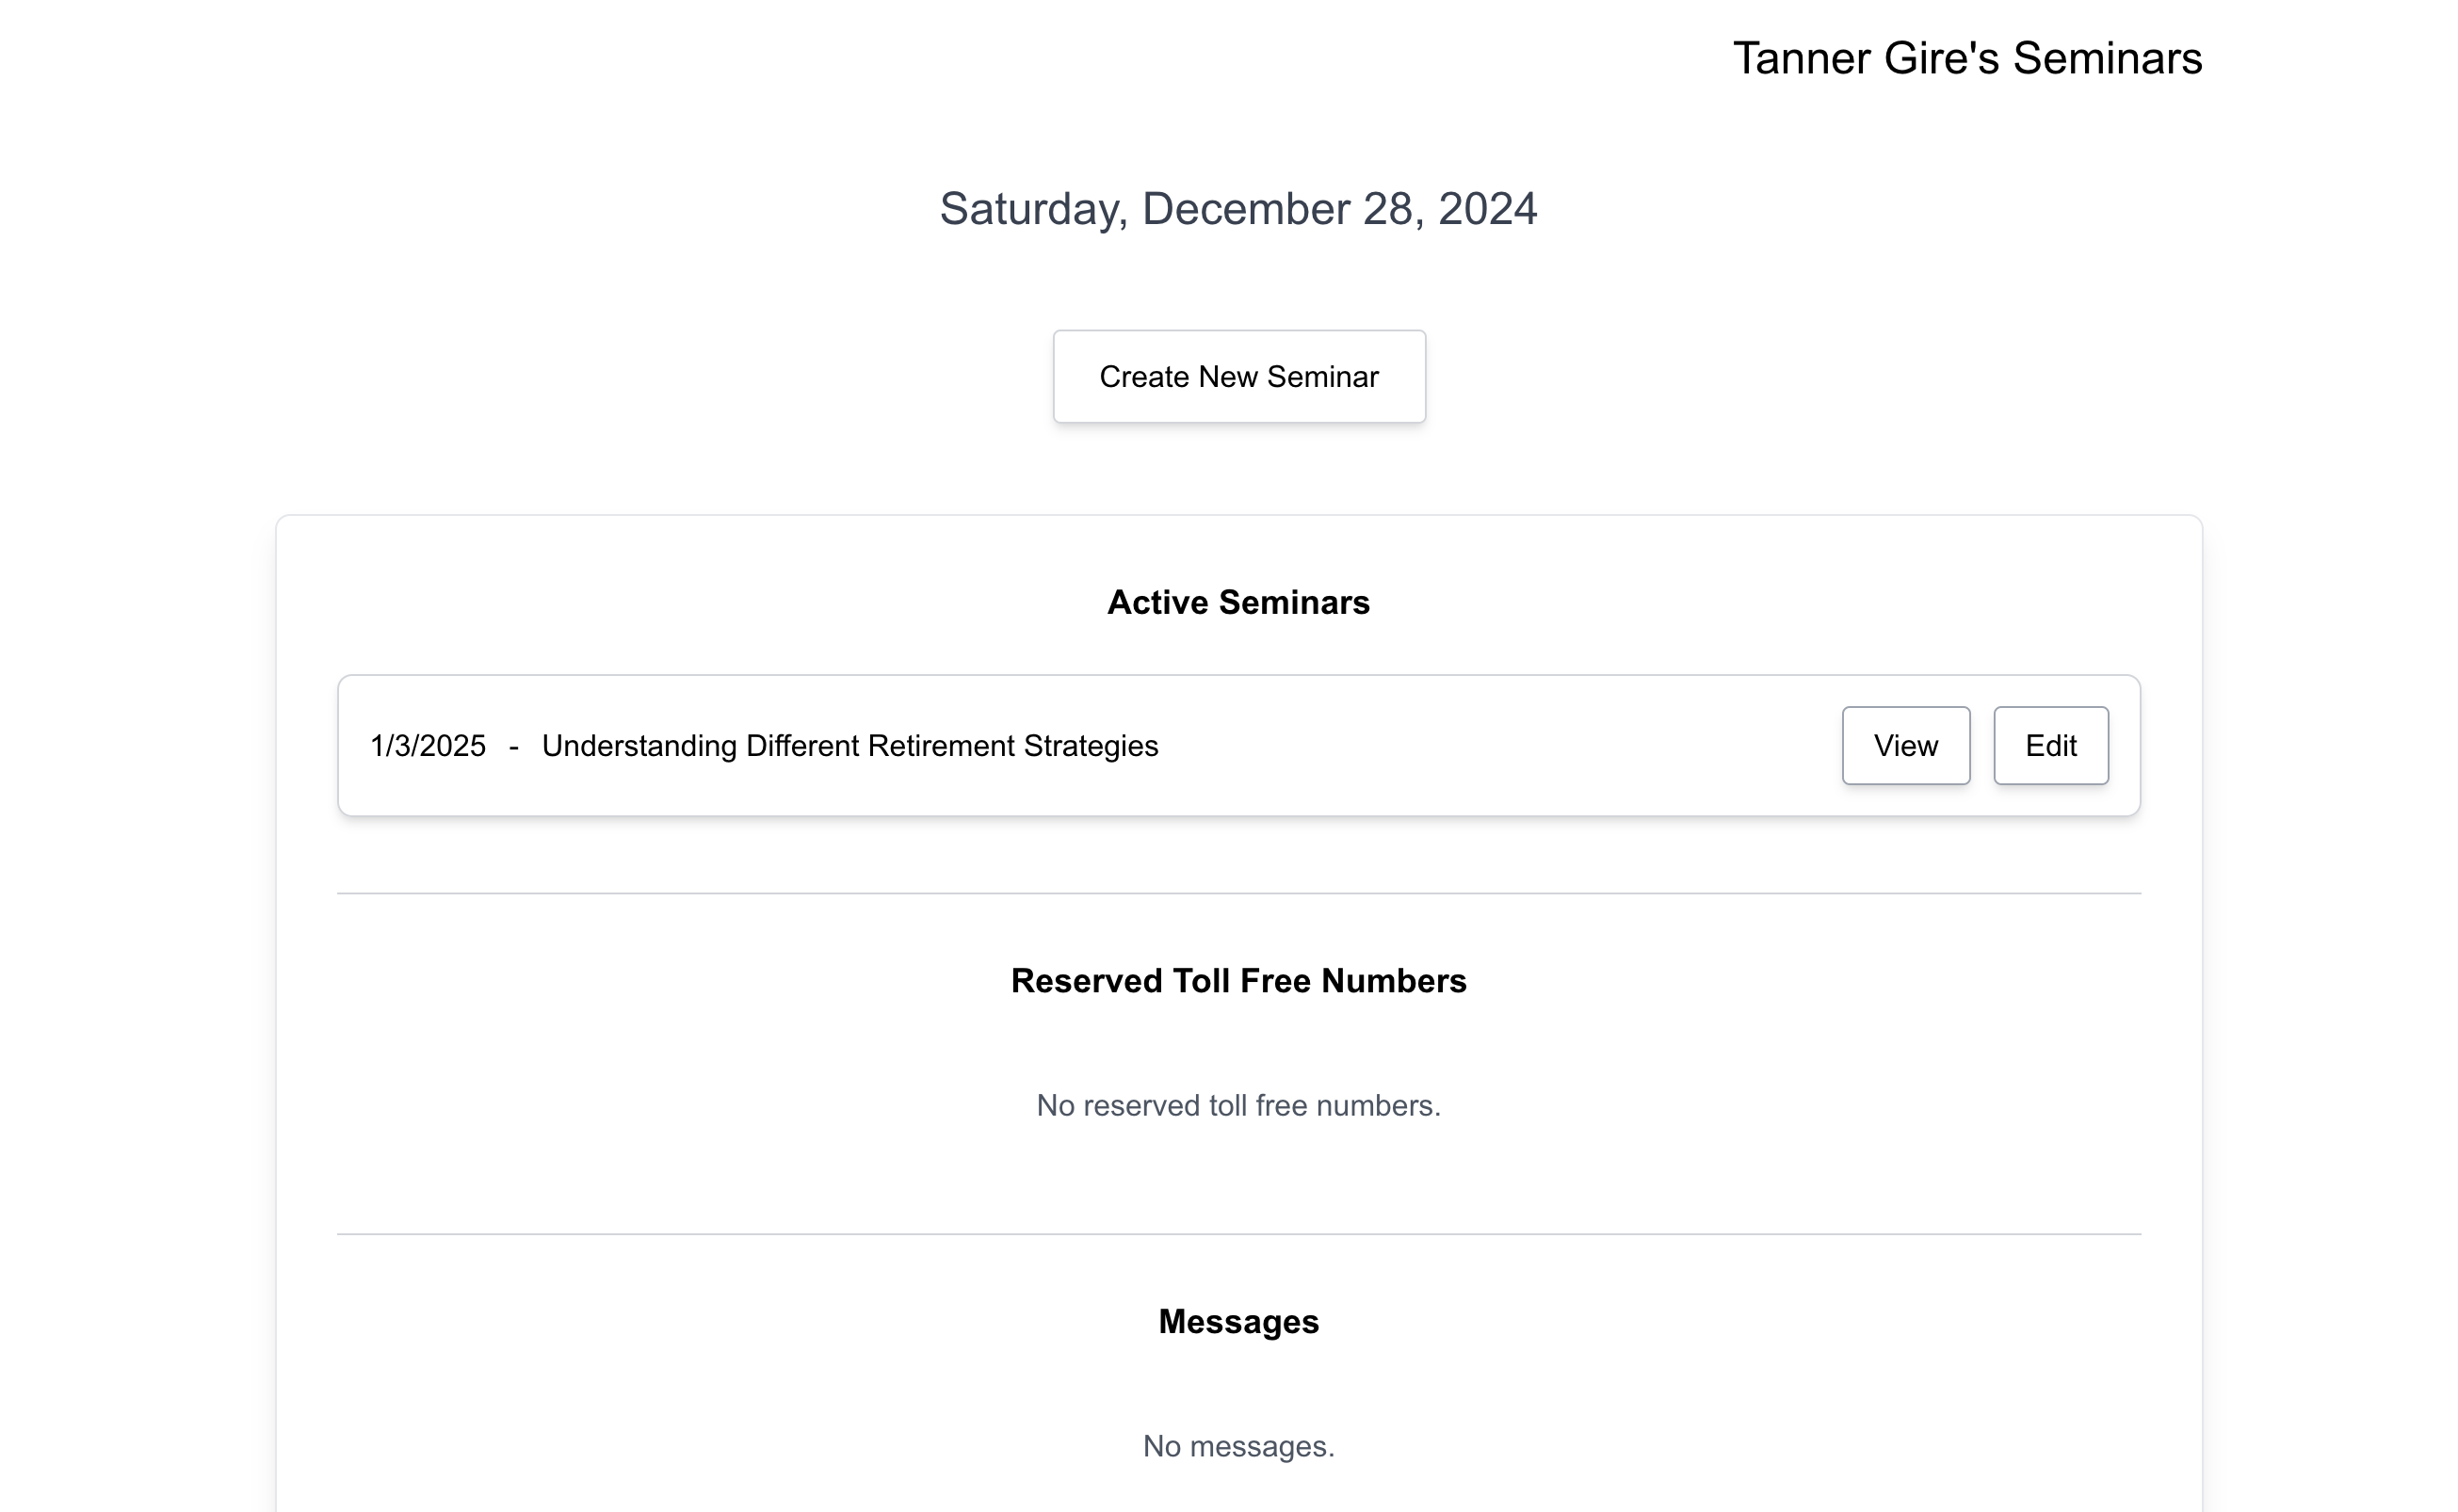 Tanner Gire's Seminars
Saturday, December 28, 2024
Create New Seminar
Active Seminars
1/3/2025 - Understanding Different Retirement Strategies View Edit
Reserved Toll Free Numbers
No reserved toll free numbers.
Messages
No messages.